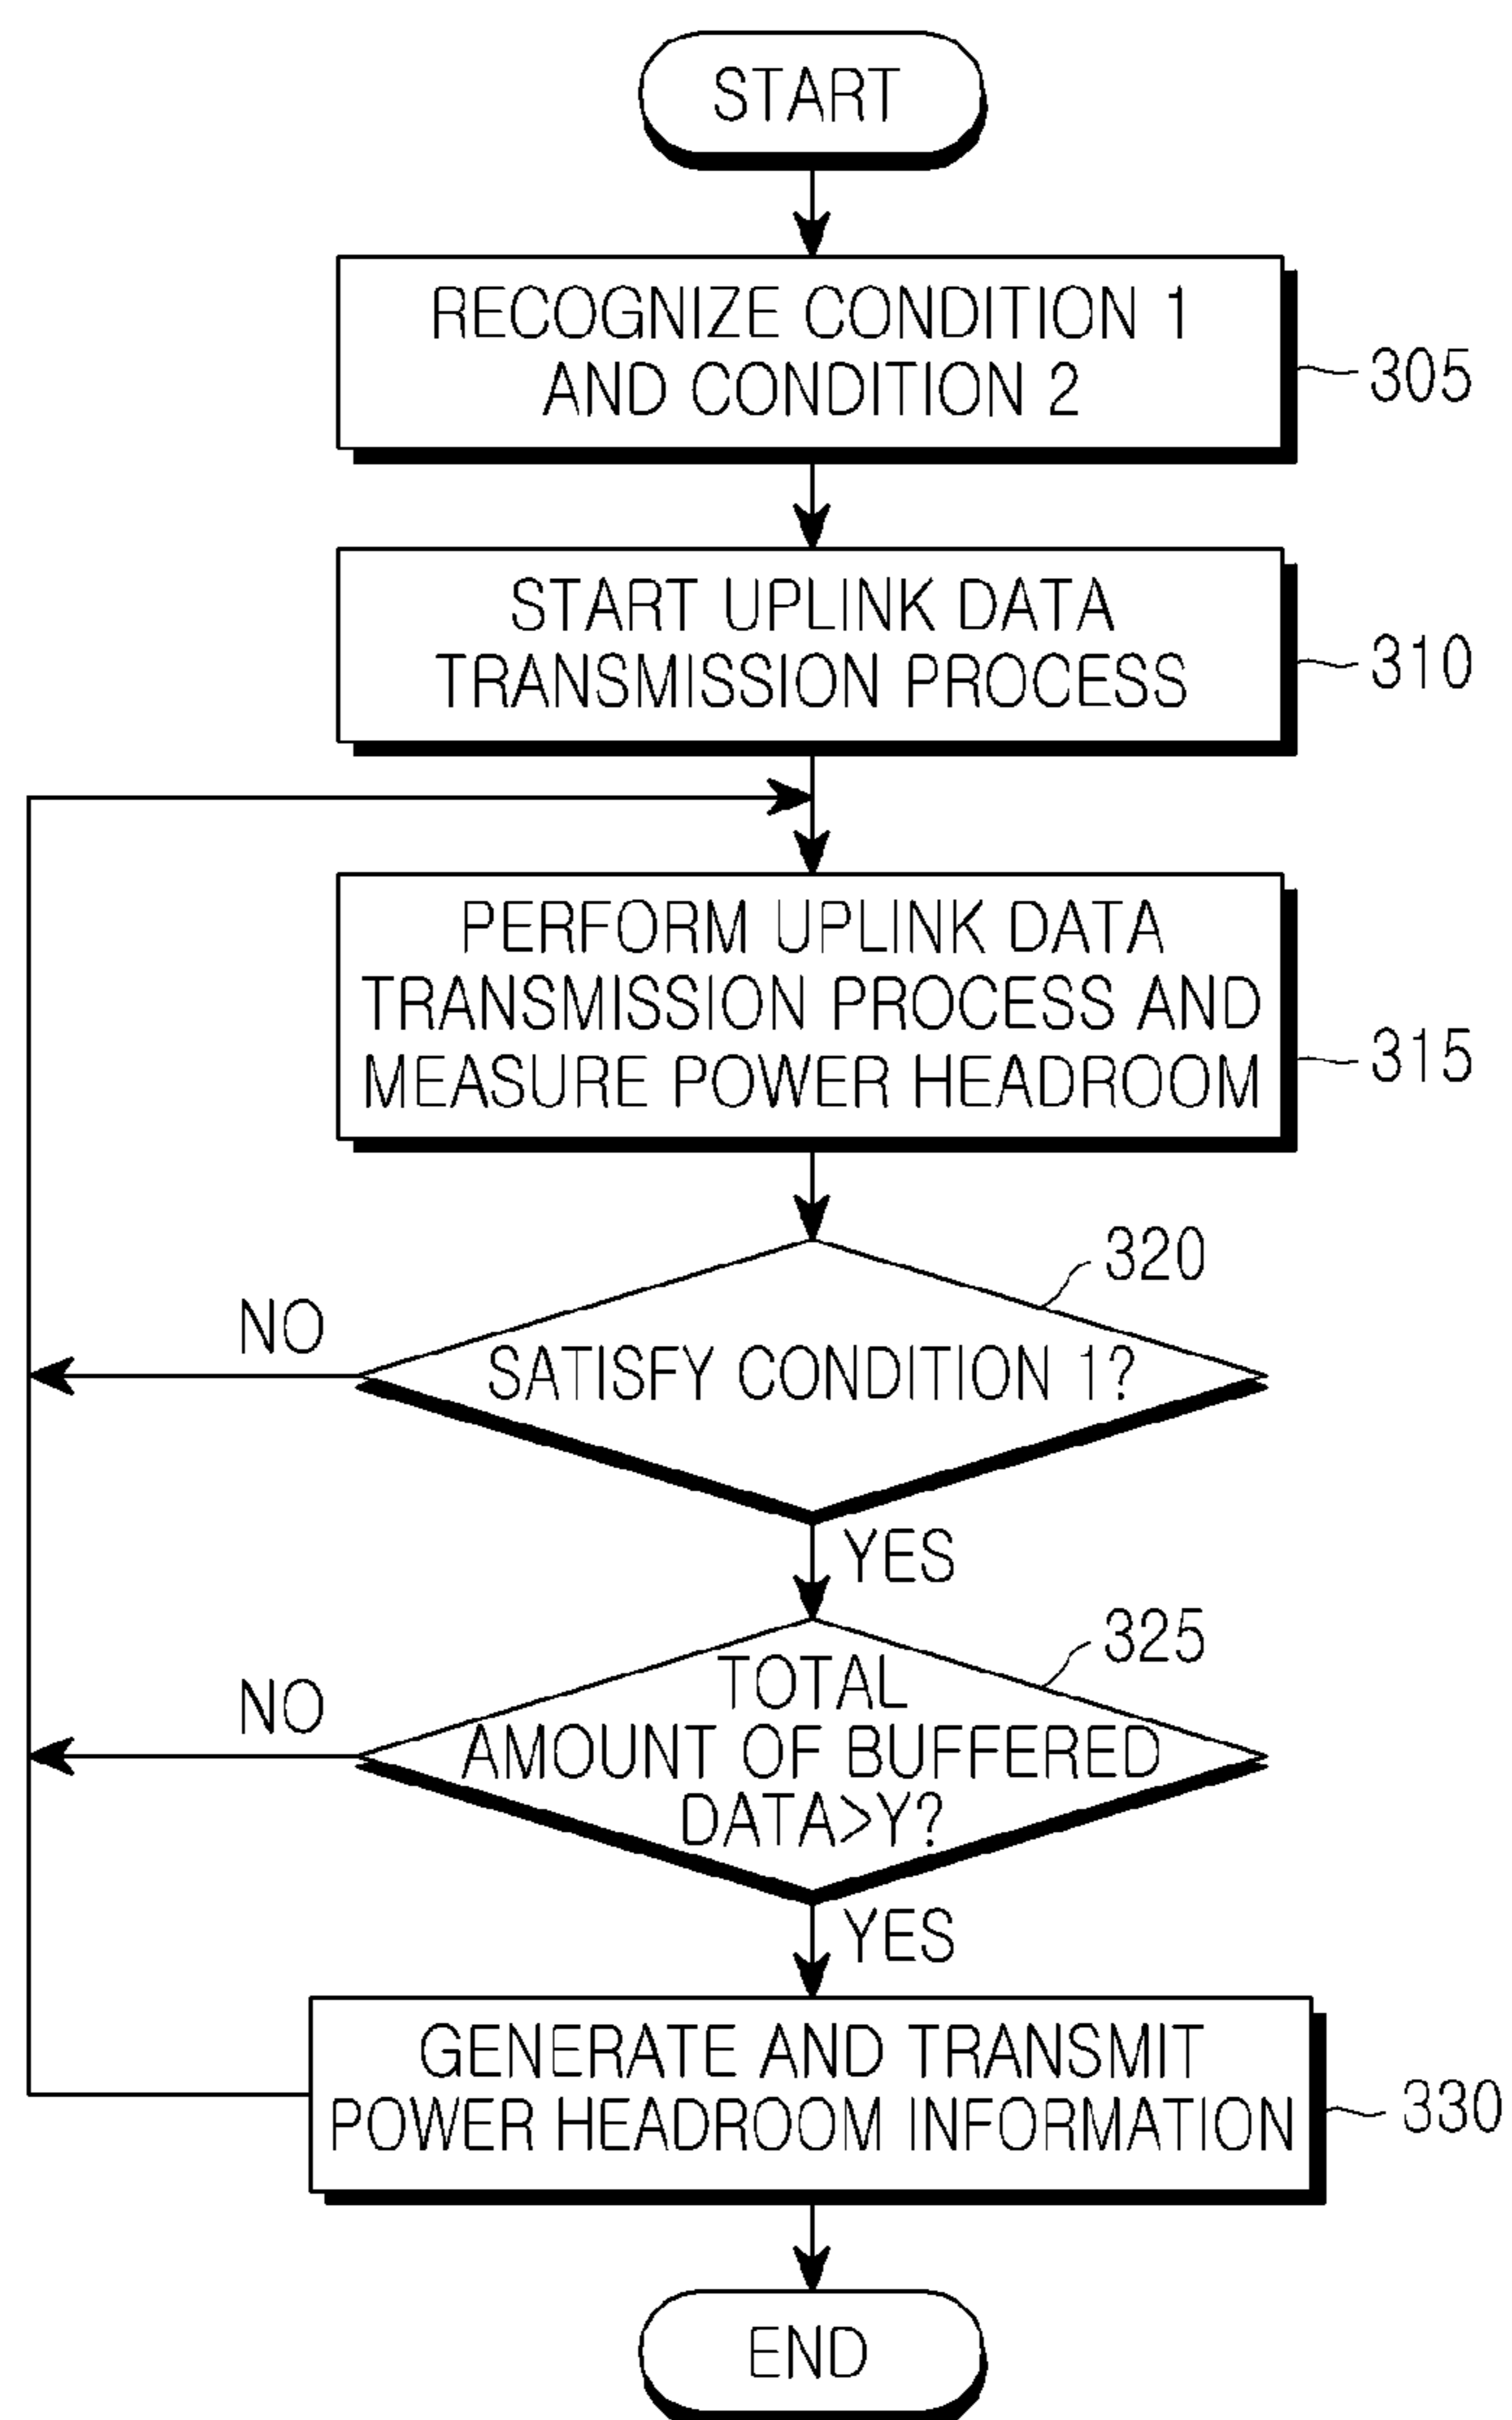 START
RECOGNIZE CONDITION 1
AND CONDITION 2
305
START UPLINK DATA
TRANSMISSION PROCESS
310
PERFORM UPLINK DATA
TRANSMISSION PROCESS AND
MEASURE POWER HEADROOM
315
320
NO
SATISFY CONDITION 1?
YES
325
NO
TOTAL
AMOUNT OF BUFFERED
DATA>Y?
YES
GENERATE AND TRANSMIT
POWER HEADROOM INFORMATION
330
END